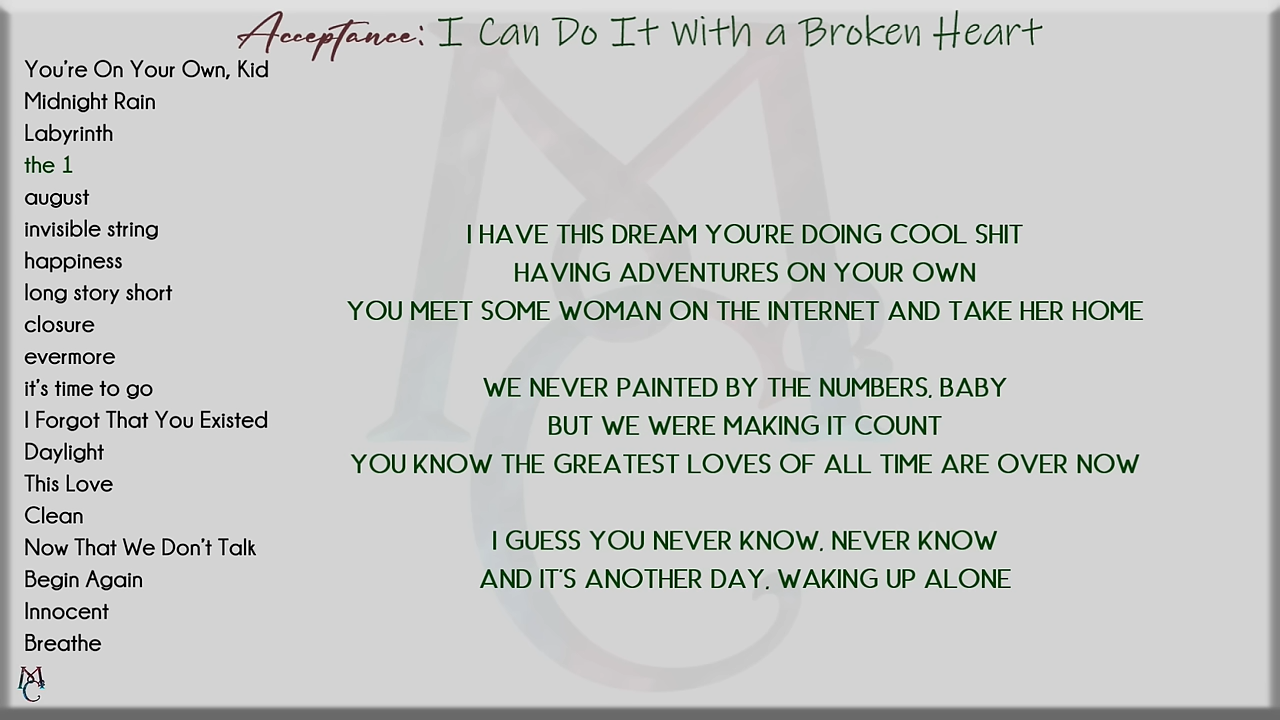 Acceptance: I Can Do It With a Broken Heart
You're On Your Own, Kid
Midnight Rain
Labyrinth
the 1
august
invisible string
happiness
long story short
closure
evermore
it's time to go
I Forgot That You Existed
Daylight
This Love
Clean
Now That We Don't Talk
Begin Again
Innocent
Breathe
I HAVE THIS DREAM YOU'RE DOING COOL SHIT
HAVING ADVENTURES ON YOUR OWN
YOU MEET SOME WOMAN ON THE INTERNET AND TAKE HER HOME
WE NEVER PAINTED BY THE NUMBERS, BABY
BUT WE WERE MAKING IT COUNT
YOU KNOW THE GREATEST LOVES OF ALL TIME ARE OVER NOW
I GUESS YOU NEVER KNOW, NEVER KNOW
AND IT'S ANOTHER DAY, WAKING UP ALONE